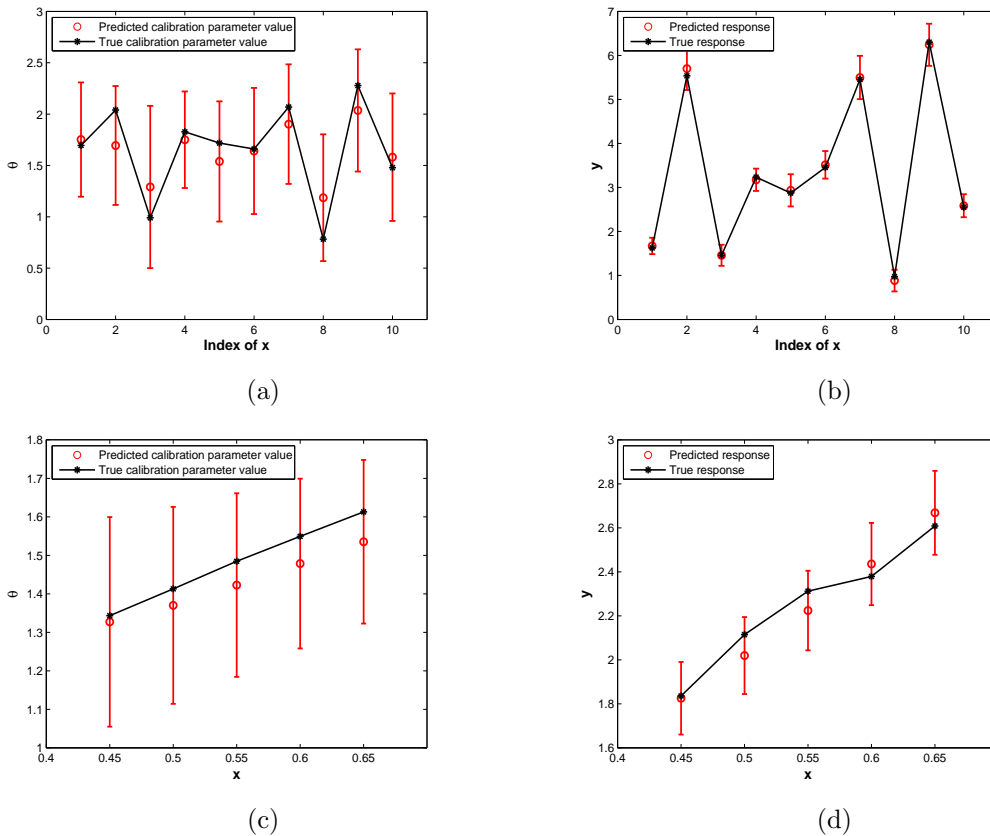 3
2.5
2
1.5
1
0.5
0
θ
Predicted calibration parameter value
True calibration parameter value
0 2 4 6 8 10
Index of x
(a)
7
6
5
4
3
2
1
0
y
Predicted response
True response
0 2 4 6 8 10
Index of x
(b)
1.8
1.7
1.6
1.5
1.4
1.3
1.2
1.1
1
θ
Predicted calibration parameter value
True calibration parameter value
0.4 0.45 0.5 0.55 0.6 0.65
x
(c)
3
2.8
2.6
2.4
2.2
2
1.8
1.6
y
Predicted response
True response
0.4 0.45 0.5 0.55 0.6 0.65
x
(d)